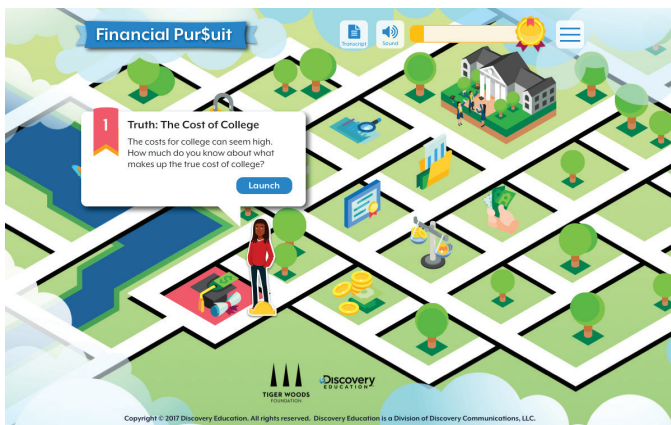 Financial Pur$uit
Transcript
Sound
1
Truth: The Cost of College
The costs for college can seem high.
How much do you know about what
makes up the true cost of college?
Launch
TIGER WOODS
FOUNDATION
Discovery
EDUCATION
Copyright © 2017 Discovery Education. All rights reserved. Discovery Education is a Division of Discovery Communications, LLC.